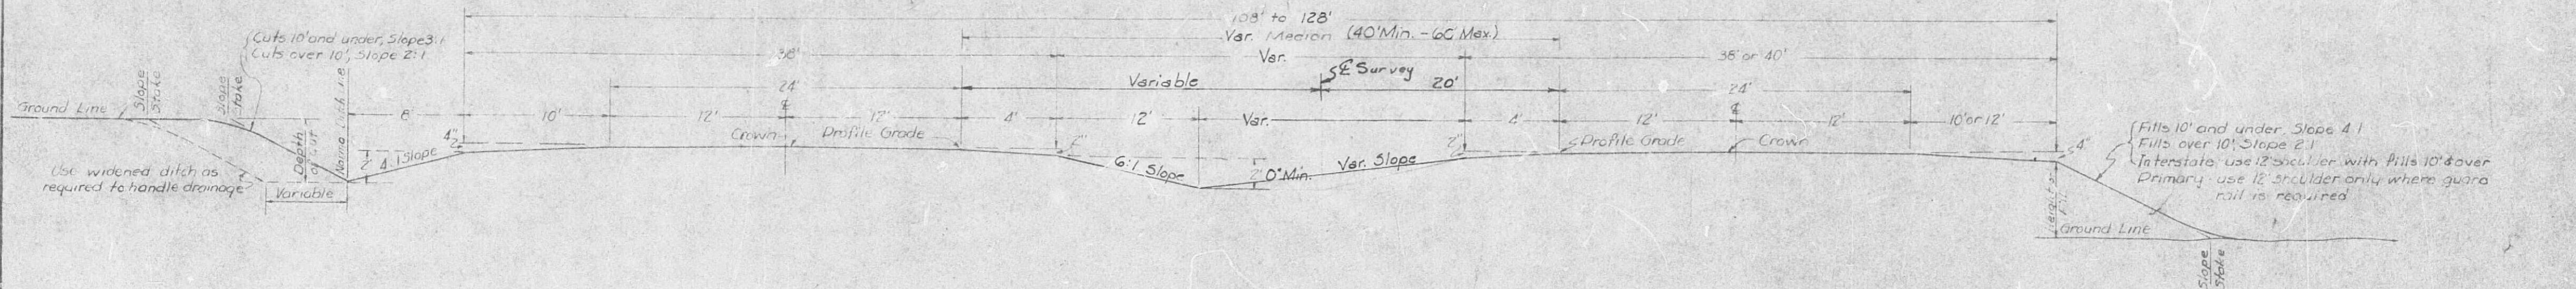 108' to 128'
Var. Median (40' Min. - 60' Max.)
Cuts 10' and under, Slope 3:1
Cuts over 10', Slope 2:1
38'
Var.
38' or 40'
Slope Stake
Slope Stake
Normal Ditch Line
24'
Variable
℄ Survey
20'
24'
Ground Line
8'
10'
12'
℄
12'
4'
12'
Var.
4'
12'
℄
12'
10' or 12'
Crown
Profile Grade
Profile Grade
Crown
4"
2"
2"
4"
Depth of cut
2'
4:1 Slope
6:1 Slope
2'
0" Min.
Var. Slope
Use widened ditch as
required to handle drainage
Variable
Fills 10' and under, Slope 4:1
Fills over 10', Slope 2:1
Interstate, use 12' shoulder with fills 10' & over
Primary - use 12' shoulder only where guard
rail is required
Ground Line
Slope Stake